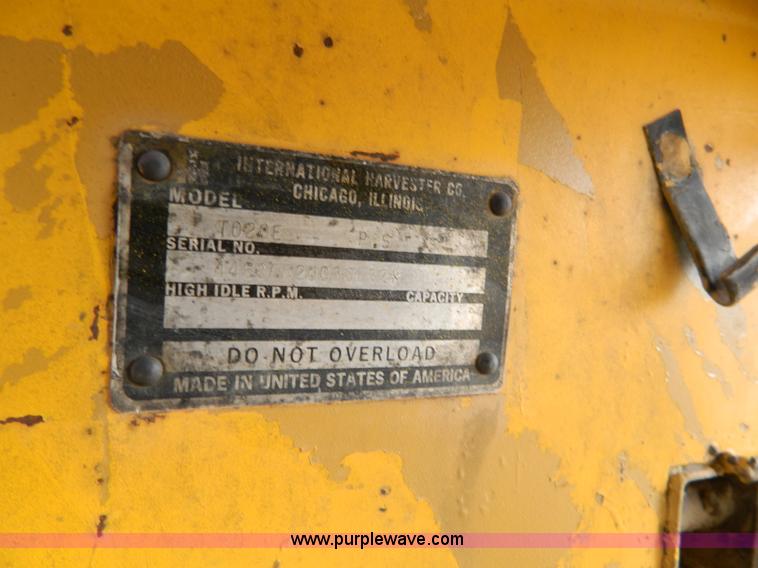 INTERNATIONAL HARVESTER CO.
CHICAGO, ILLINOIS
MODEL
SERIAL NO.
HIGH IDLE R.P.M. CAPACITY
DO NOT OVERLOAD
MADE IN UNITED STATES OF AMERICA
www.purplewave.com